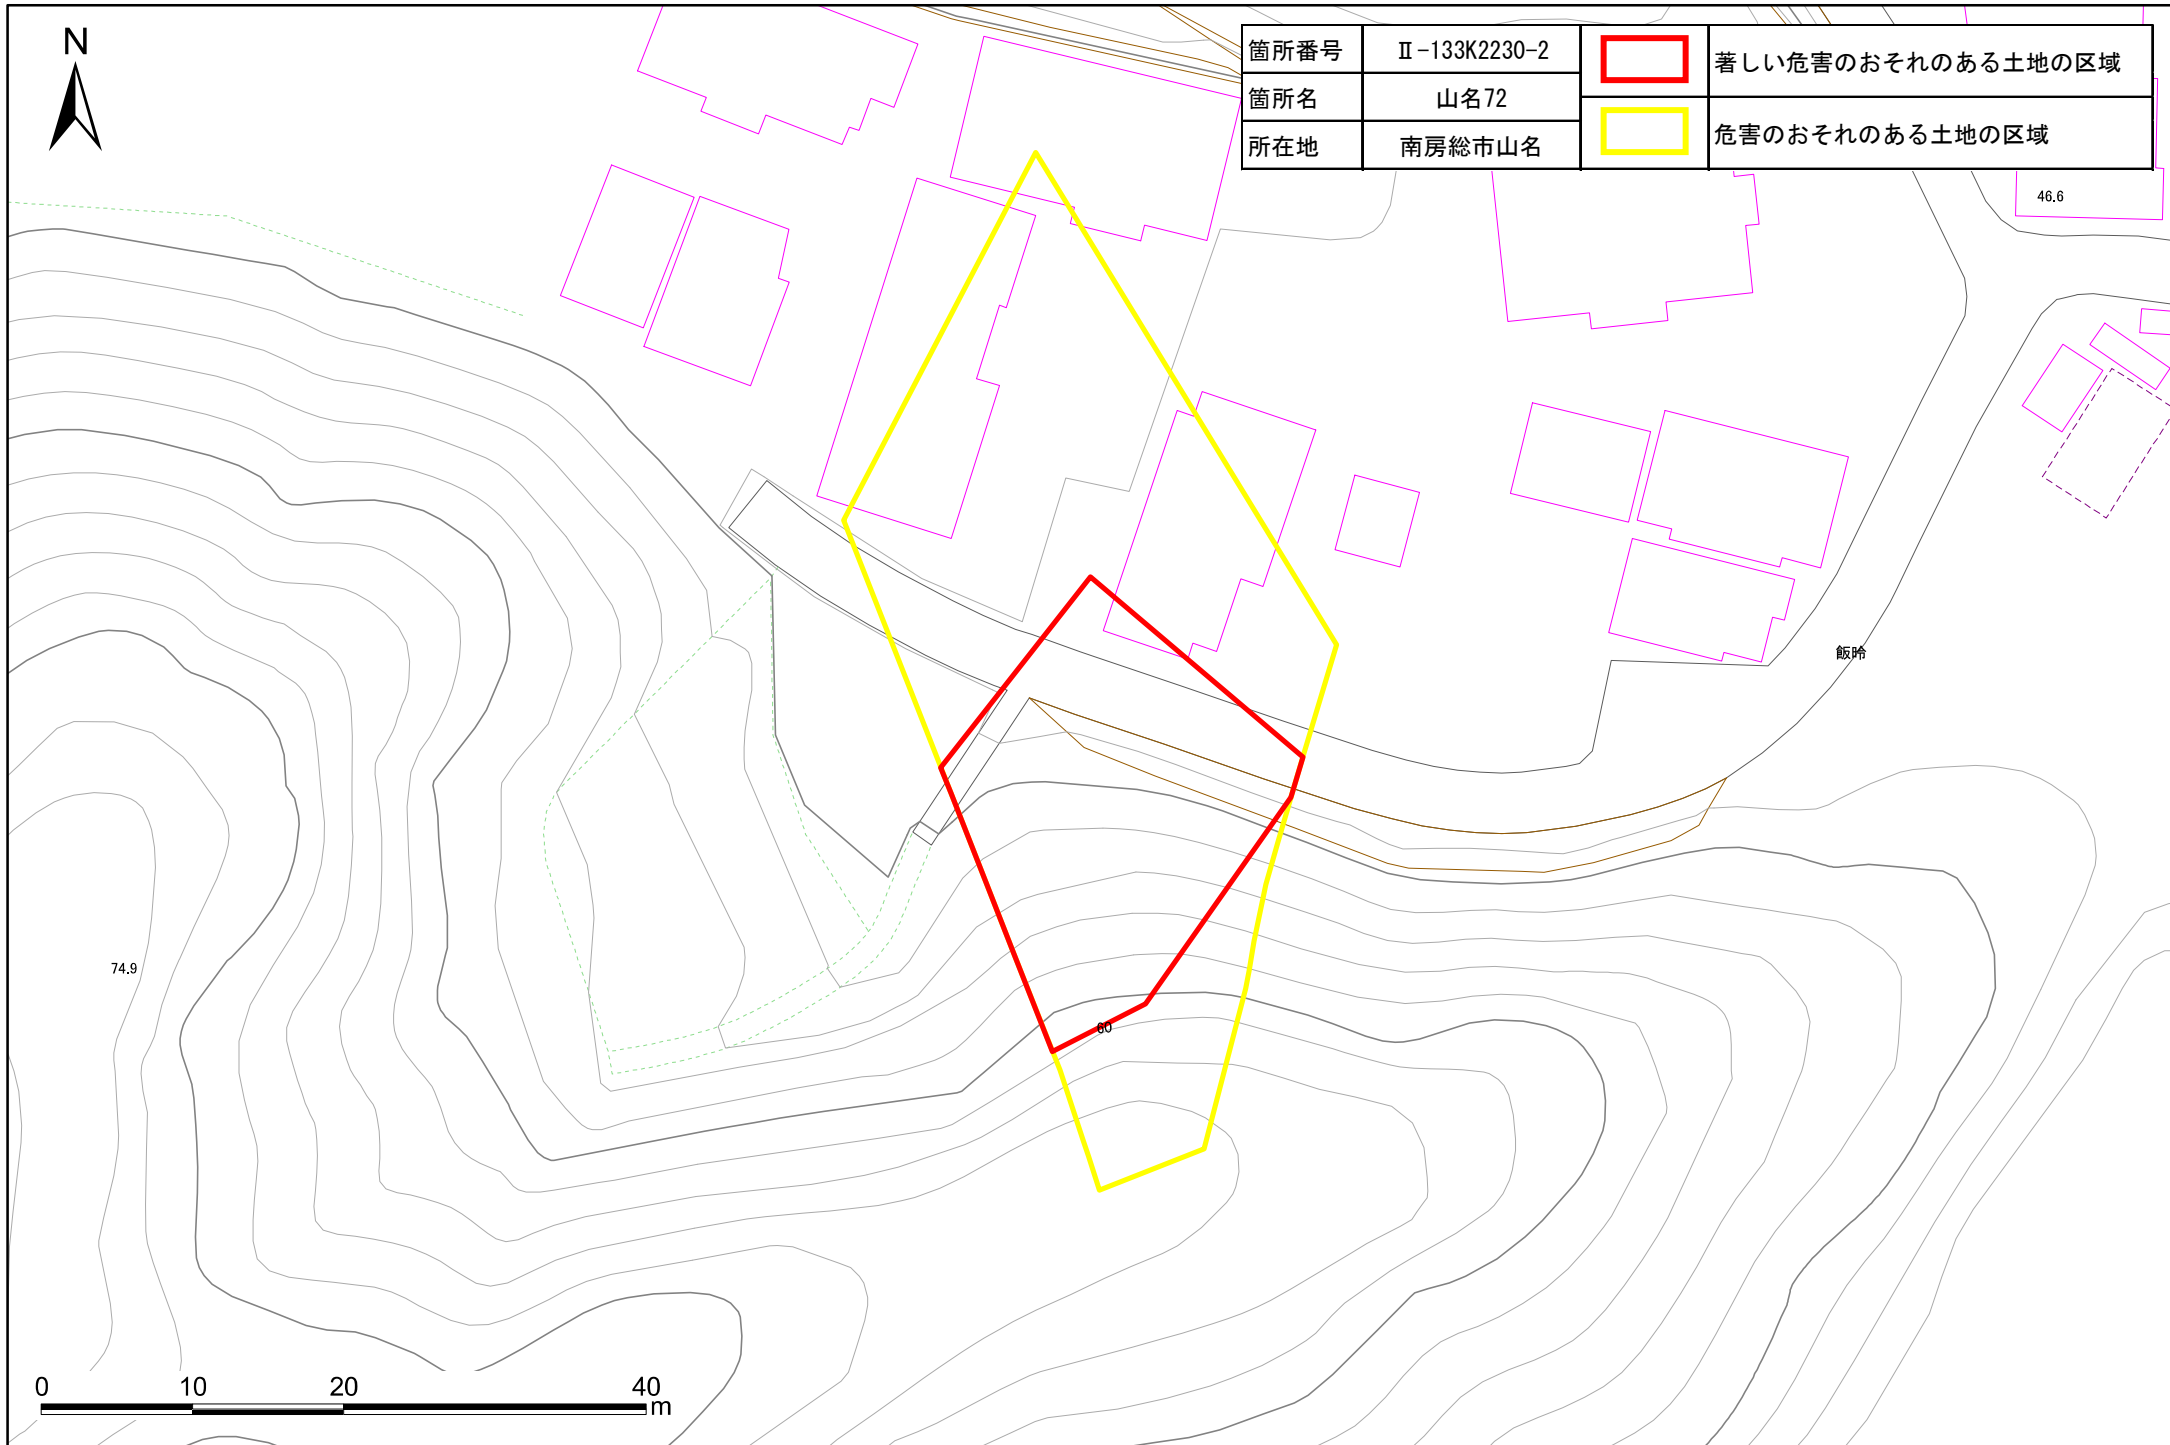 N
箇所番号 Ⅱ-133K2230-2
箇所名 山名72
所在地 南房総市山名
著しい危害のおそれのある土地の区域
危害のおそれのある土地の区域
46.6
飯呤
74.9
60
0 10 20 40
m